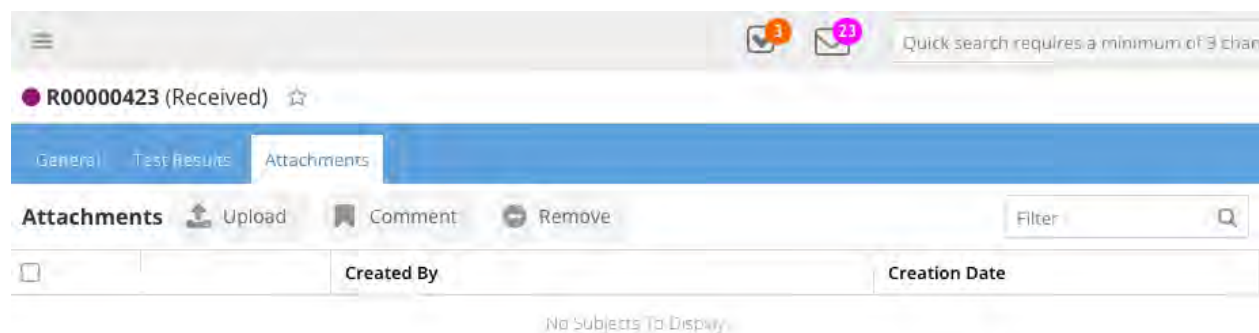 3 23 Quick search requires a minimum of 3 char
R00000423 (Received)
General Test Results Attachments
Attachments Upload Comment Remove Filter
Created By Creation Date
No Subjects To Display.